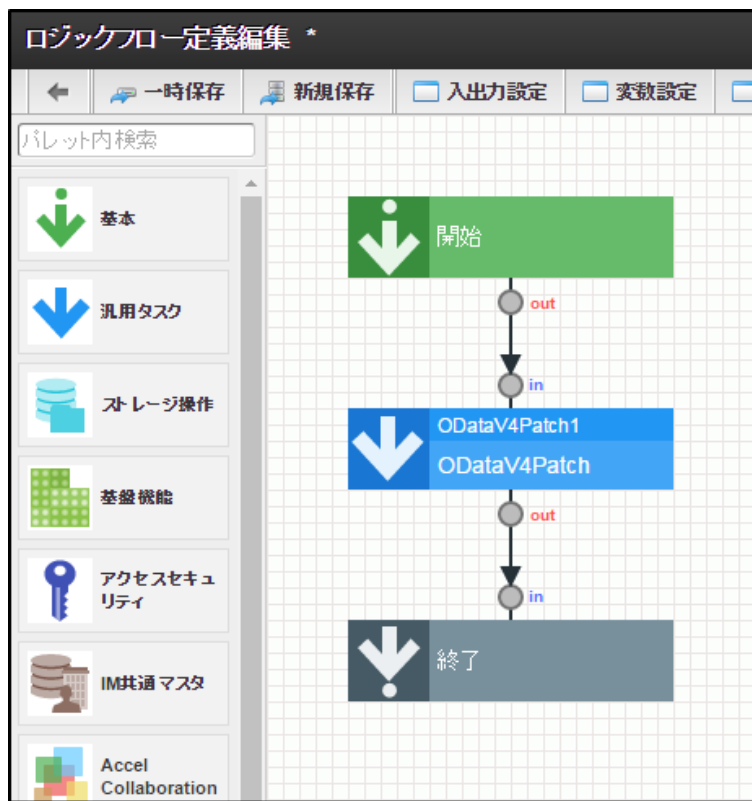 ロジックフロー定義編集 *
一時保存 新規保存 入出力設定 変数設定
パレット内検索
基本
汎用タスク
ストレージ操作
基盤機能
アクセスセキュ
リティ
IM共通マスタ
Accel
Collaboration
開始
out
in
ODataV4Patch1
ODataV4Patch
out
in
終了